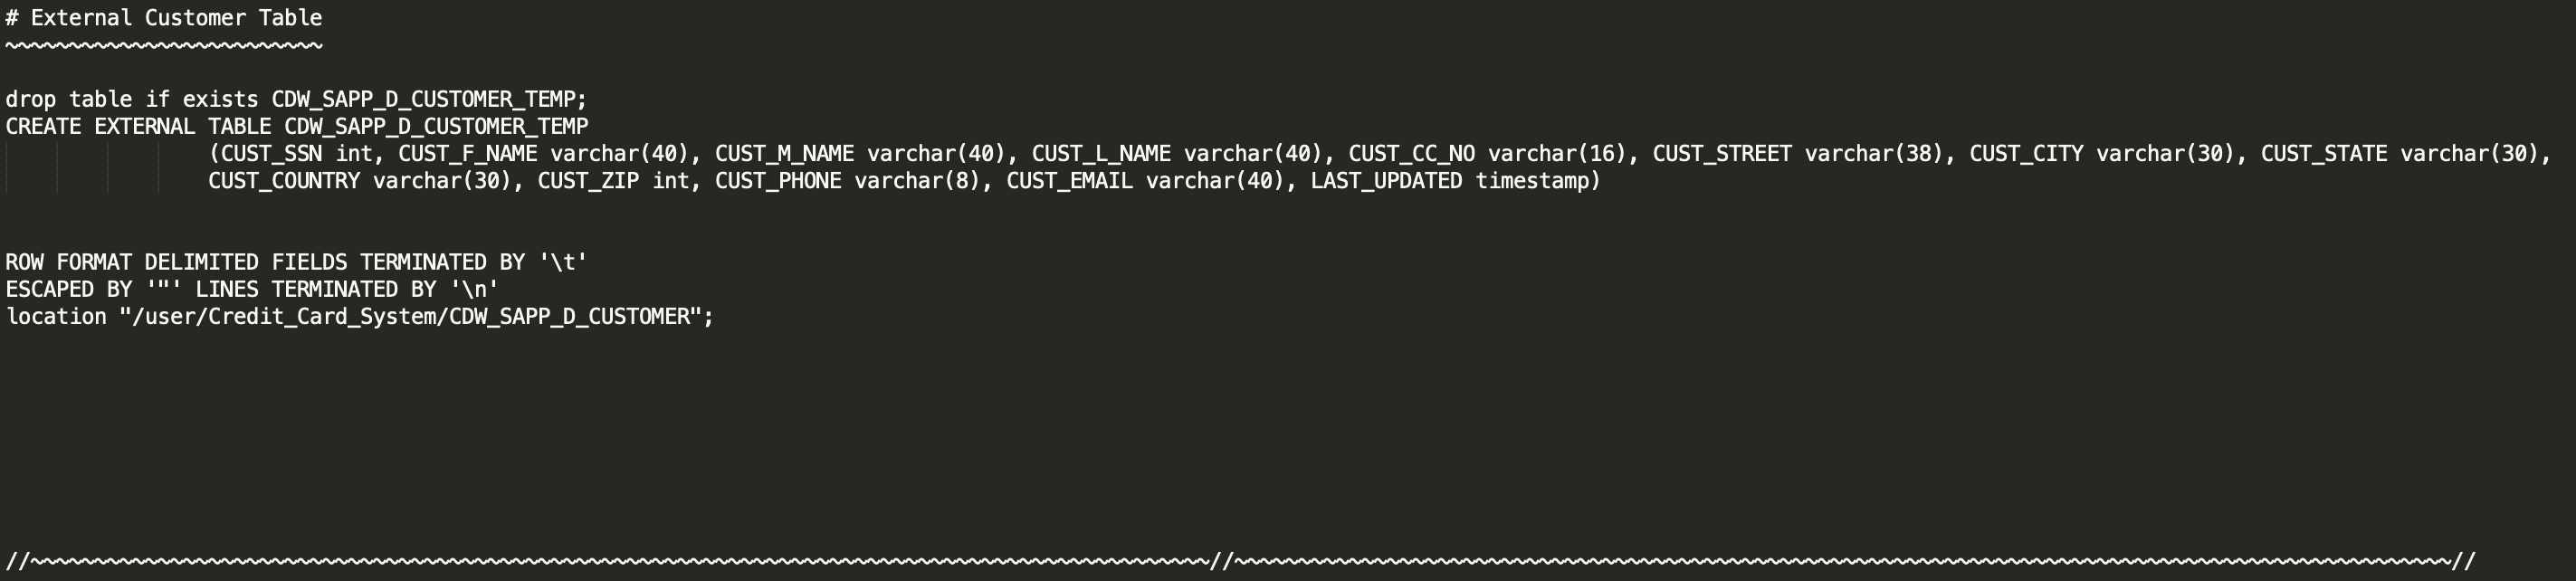 # External Customer Table
~~~~~~~~~~~~~~~~~~~~~~~~~
drop table if exists CDW_SAPP_D_CUSTOMER_TEMP;
CREATE EXTERNAL TABLE CDW_SAPP_D_CUSTOMER_TEMP
(CUST_SSN int, CUST_F_NAME varchar(40), CUST_M_NAME varchar(40), CUST_L_NAME varchar(40), CUST_CC_NO varchar(16), CUST_STREET varchar(38), CUST_CITY varchar(30), CUST_STATE varchar(30),
CUST_COUNTRY varchar(30), CUST_ZIP int, CUST_PHONE varchar(8), CUST_EMAIL varchar(40), LAST_UPDATED timestamp)
ROW FORMAT DELIMITED FIELDS TERMINATED BY '\t'
ESCAPED BY '"' LINES TERMINATED BY '\n'
location "/user/Credit_Card_System/CDW_SAPP_D_CUSTOMER";
//~~~~~~~~~~~~~~~~~~~~~~~~~~~~~~~~~~~~~~~~~~~~~~~~~~~~~~~~~~~~~~~~~~~~~~~~~~~~~~~~~~~~~~~~~~~~~//~~~~~~~~~~~~~~~~~~~~~~~~~~~~~~~~~~~~~~~~~~~~~~~~~~~~~~~~~~~~~~~~~~~~~~~~~~~~~~~~~~~~~~~~~~~~~~~~//